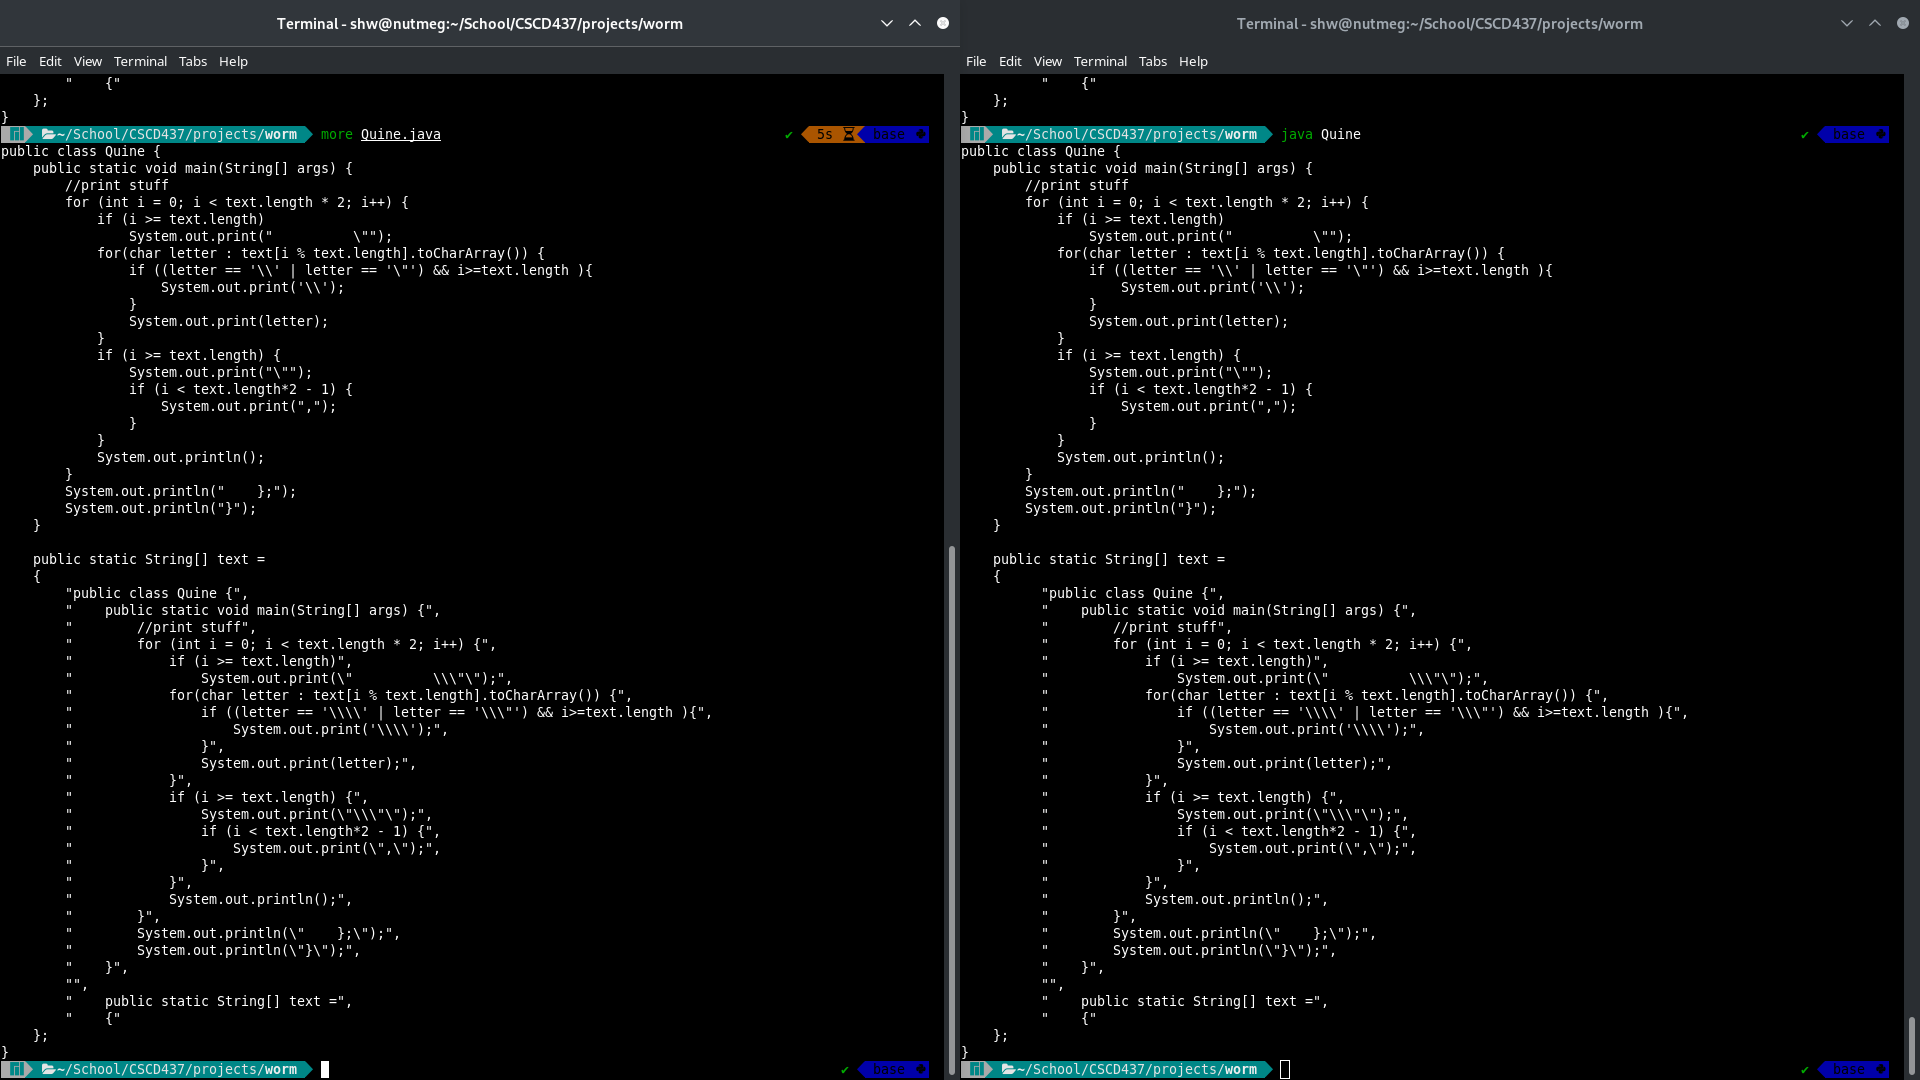 Terminal - shw@nutmeg:~/School/CSCD437/projects/worm
File Edit View Terminal Tabs Help
        "    {"
    };
}
~/School/CSCD437/projects/worm more Quine.java ✔ 5s base
public class Quine {
    public static void main(String[] args) {
        //print stuff
        for (int i = 0; i < text.length * 2; i++) {
            if (i >= text.length)
                System.out.print("          \"");
            for(char letter : text[i % text.length].toCharArray()) {
                if ((letter == '\\' | letter == '\"') && i>=text.length ){
                    System.out.print('\\');
                }
                System.out.print(letter);
            }
            if (i >= text.length) {
                System.out.print("\"");
                if (i < text.length*2 - 1) {
                    System.out.print(",");
                }
            }
            System.out.println();
        }
        System.out.println("    };");
        System.out.println("}");
    }

    public static String[] text =
    {
        "public class Quine {",
        "    public static void main(String[] args) {",
        "        //print stuff",
        "        for (int i = 0; i < text.length * 2; i++) {",
        "            if (i >= text.length)",
        "                System.out.print(\"          \\\"\");",
        "            for(char letter : text[i % text.length].toCharArray()) {",
        "                if ((letter == '\\\\' | letter == '\\\"') && i>=text.length ){",
        "                    System.out.print('\\\\');",
        "                }",
        "                System.out.print(letter);",
        "            }",
        "            if (i >= text.length) {",
        "                System.out.print(\"\\\"\");",
        "                if (i < text.length*2 - 1) {",
        "                    System.out.print(\",\");",
        "                }",
        "            }",
        "            System.out.println();",
        "        }",
        "        System.out.println(\"    };\");",
        "        System.out.println(\"}\");",
        "    }",
        "",
        "    public static String[] text =",
        "    {"
    };
}
~/School/CSCD437/projects/worm ✔ base
Terminal - shw@nutmeg:~/School/CSCD437/projects/worm
File Edit View Terminal Tabs Help
          "    {"
    };
}
~/School/CSCD437/projects/worm java Quine ✔ base
public class Quine {
    public static void main(String[] args) {
        //print stuff
        for (int i = 0; i < text.length * 2; i++) {
            if (i >= text.length)
                System.out.print("          \"");
            for(char letter : text[i % text.length].toCharArray()) {
                if ((letter == '\\' | letter == '\"') && i>=text.length ){
                    System.out.print('\\');
                }
                System.out.print(letter);
            }
            if (i >= text.length) {
                System.out.print("\"");
                if (i < text.length*2 - 1) {
                    System.out.print(",");
                }
            }
            System.out.println();
        }
        System.out.println("    };");
        System.out.println("}");
    }

    public static String[] text =
    {
          "public class Quine {",
          "    public static void main(String[] args) {",
          "        //print stuff",
          "        for (int i = 0; i < text.length * 2; i++) {",
          "            if (i >= text.length)",
          "                System.out.print(\"          \\\"\");",
          "            for(char letter : text[i % text.length].toCharArray()) {",
          "                if ((letter == '\\\\' | letter == '\\\"') && i>=text.length ){",
          "                    System.out.print('\\\\');",
          "                }",
          "                System.out.print(letter);",
          "            }",
          "            if (i >= text.length) {",
          "                System.out.print(\"\\\"\");",
          "                if (i < text.length*2 - 1) {",
          "                    System.out.print(\",\");",
          "                }",
          "            }",
          "            System.out.println();",
          "        }",
          "        System.out.println(\"    };\");",
          "        System.out.println(\"}\");",
          "    }",
          "",
          "    public static String[] text =",
          "    {"
    };
}
~/School/CSCD437/projects/worm ✔ base